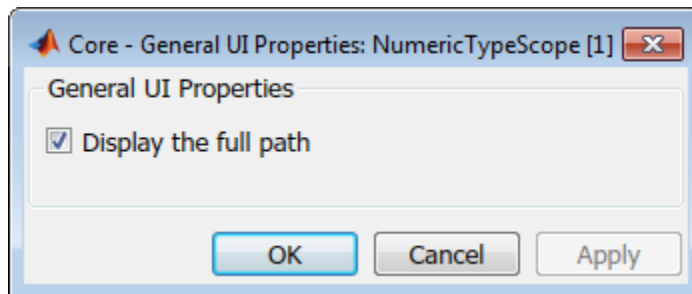 Core - General UI Properties: NumericTypeScope [1]
General UI Properties
Display the full path
OK Cancel Apply